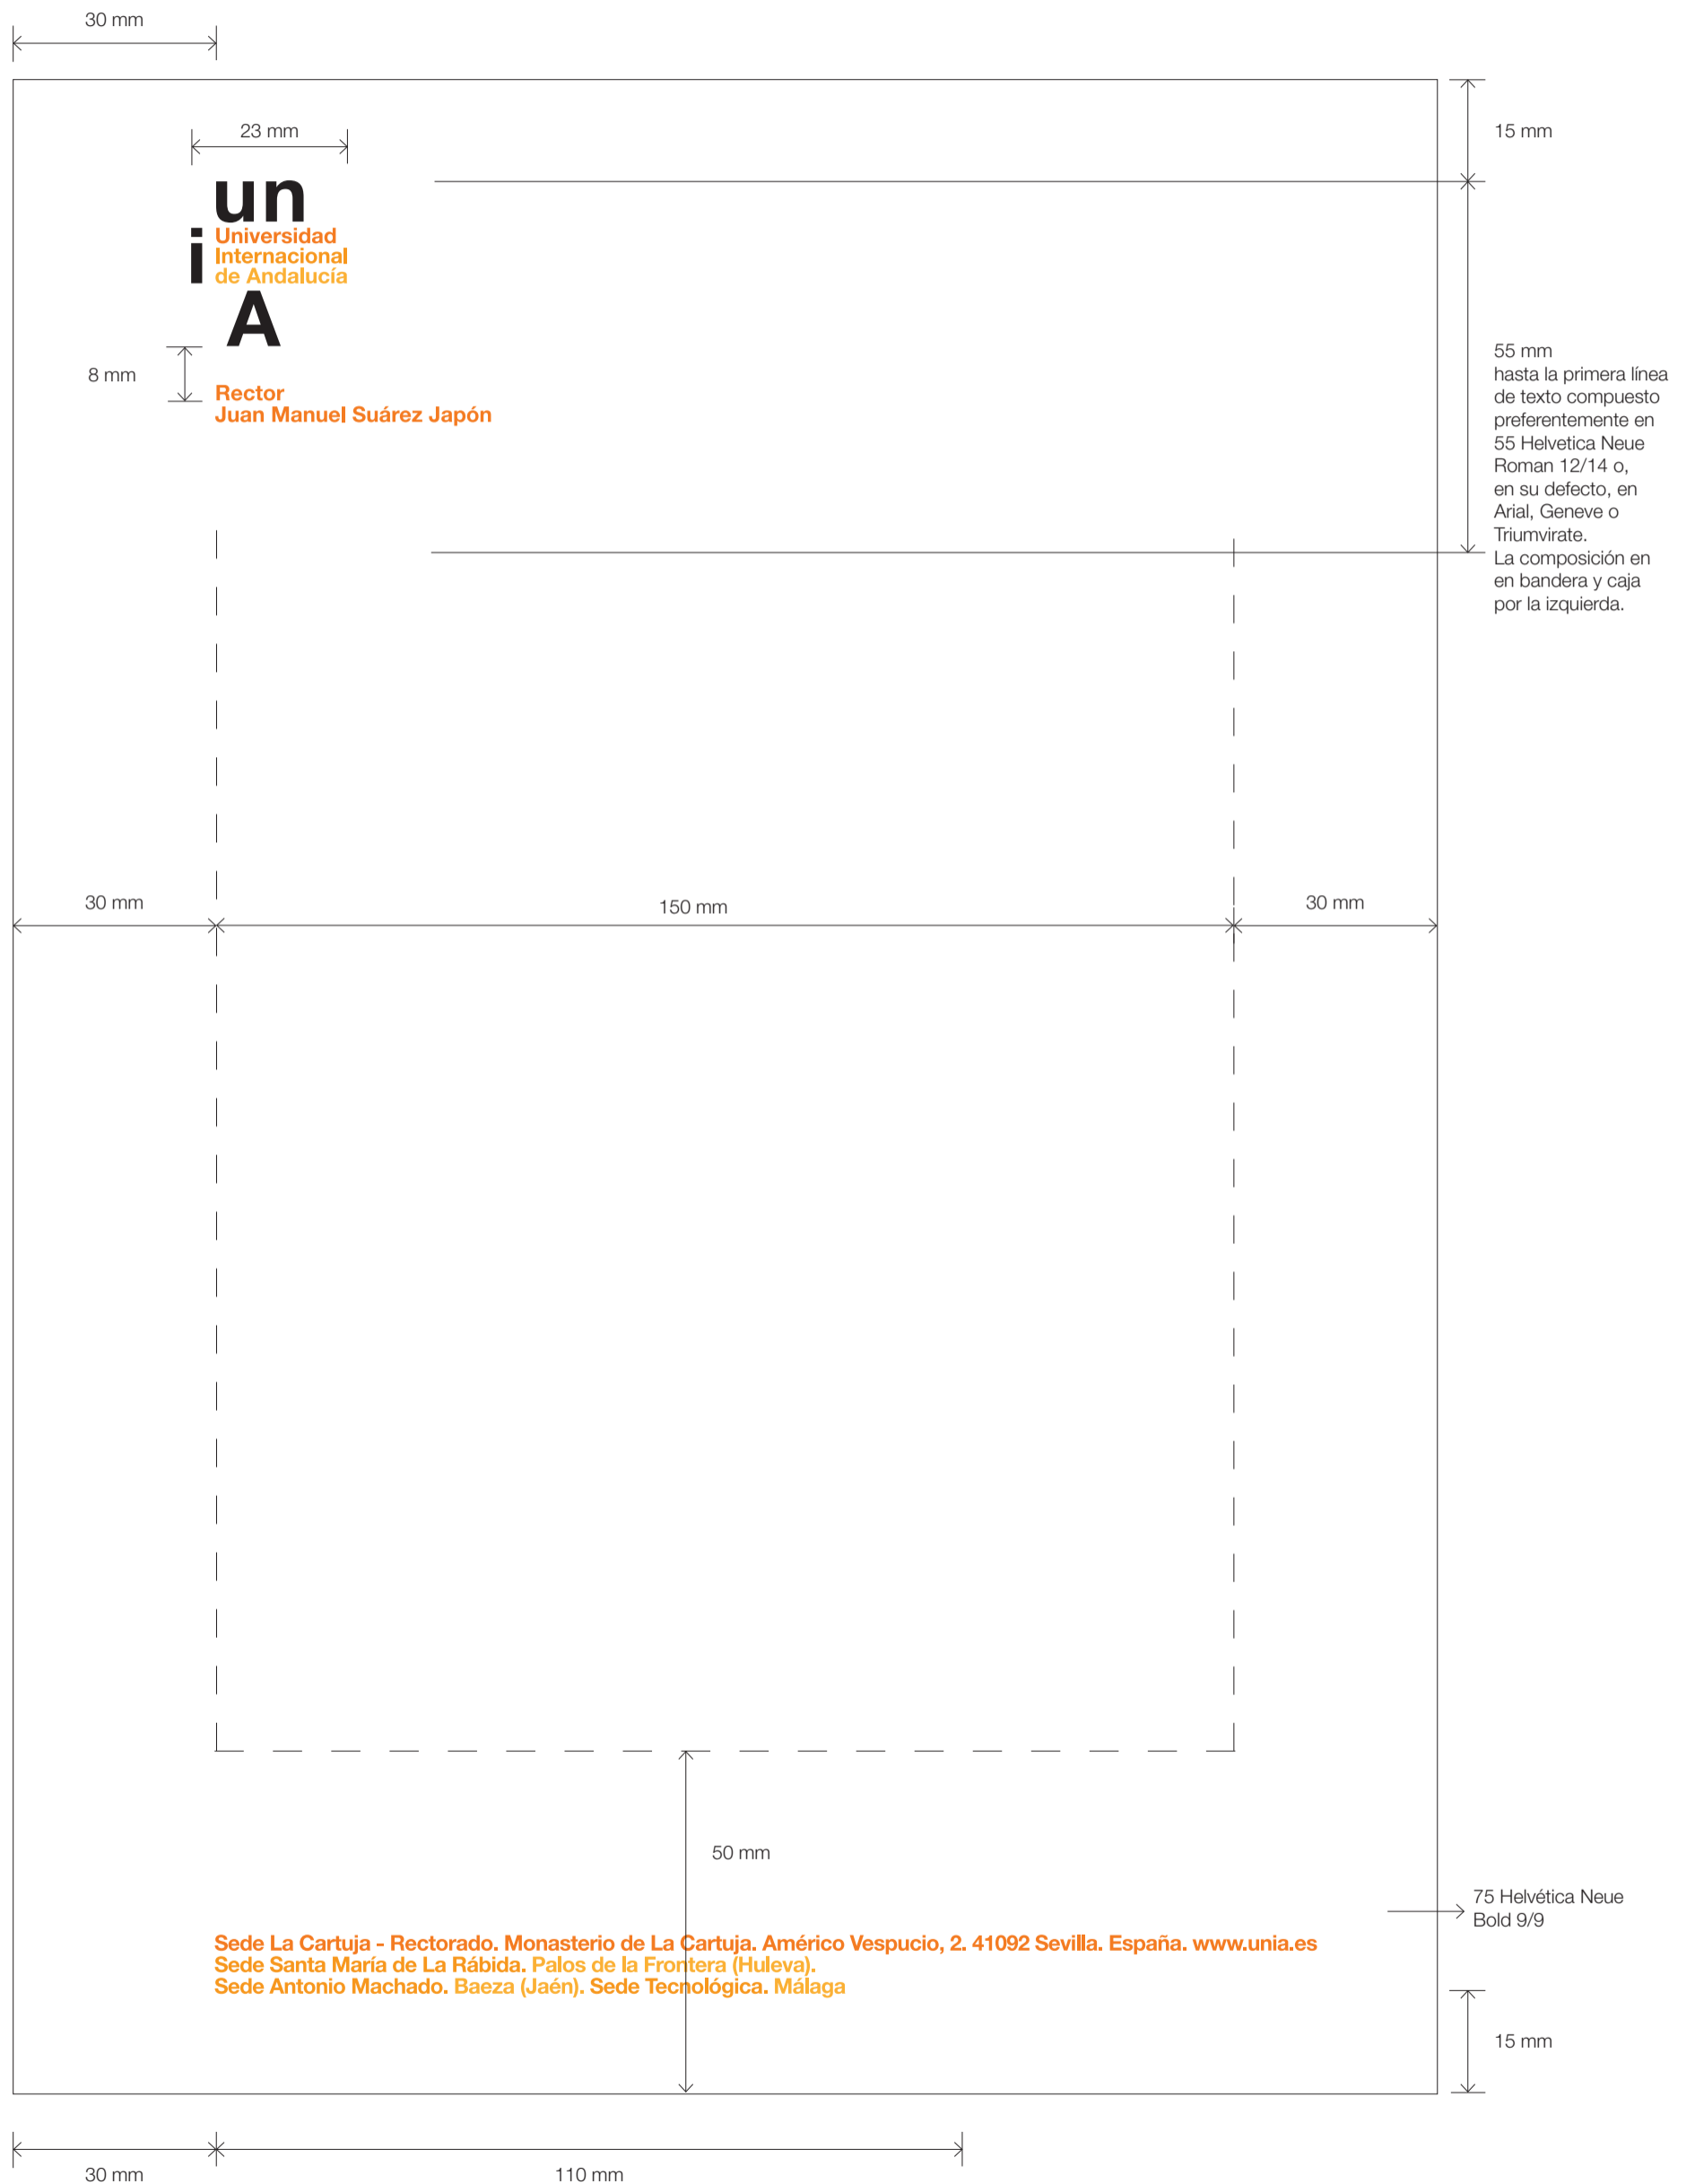 30 mm
23 mm
15 mm
un
i
Universidad
Internacional
de Andalucía
A
8 mm
Rector
Juan Manuel Suárez Japón
55 mm
hasta la primera línea
de texto compuesto
preferentemente en
55 Helvetica Neue
Roman 12/14 o,
en su defecto, en
Arial, Geneve o
Triumvirate.
La composición en
en bandera y caja
por la izquierda.
30 mm
150 mm
30 mm
50 mm
75 Helvética Neue
Bold 9/9
Sede La Cartuja - Rectorado. Monasterio de La Cartuja. Américo Vespucio, 2. 41092 Sevilla. España. www.unia.es
Sede Santa María de La Rábida. Palos de la Frontera (Huleva).
Sede Antonio Machado. Baeza (Jaén). Sede Tecnológica. Málaga
15 mm
30 mm
110 mm